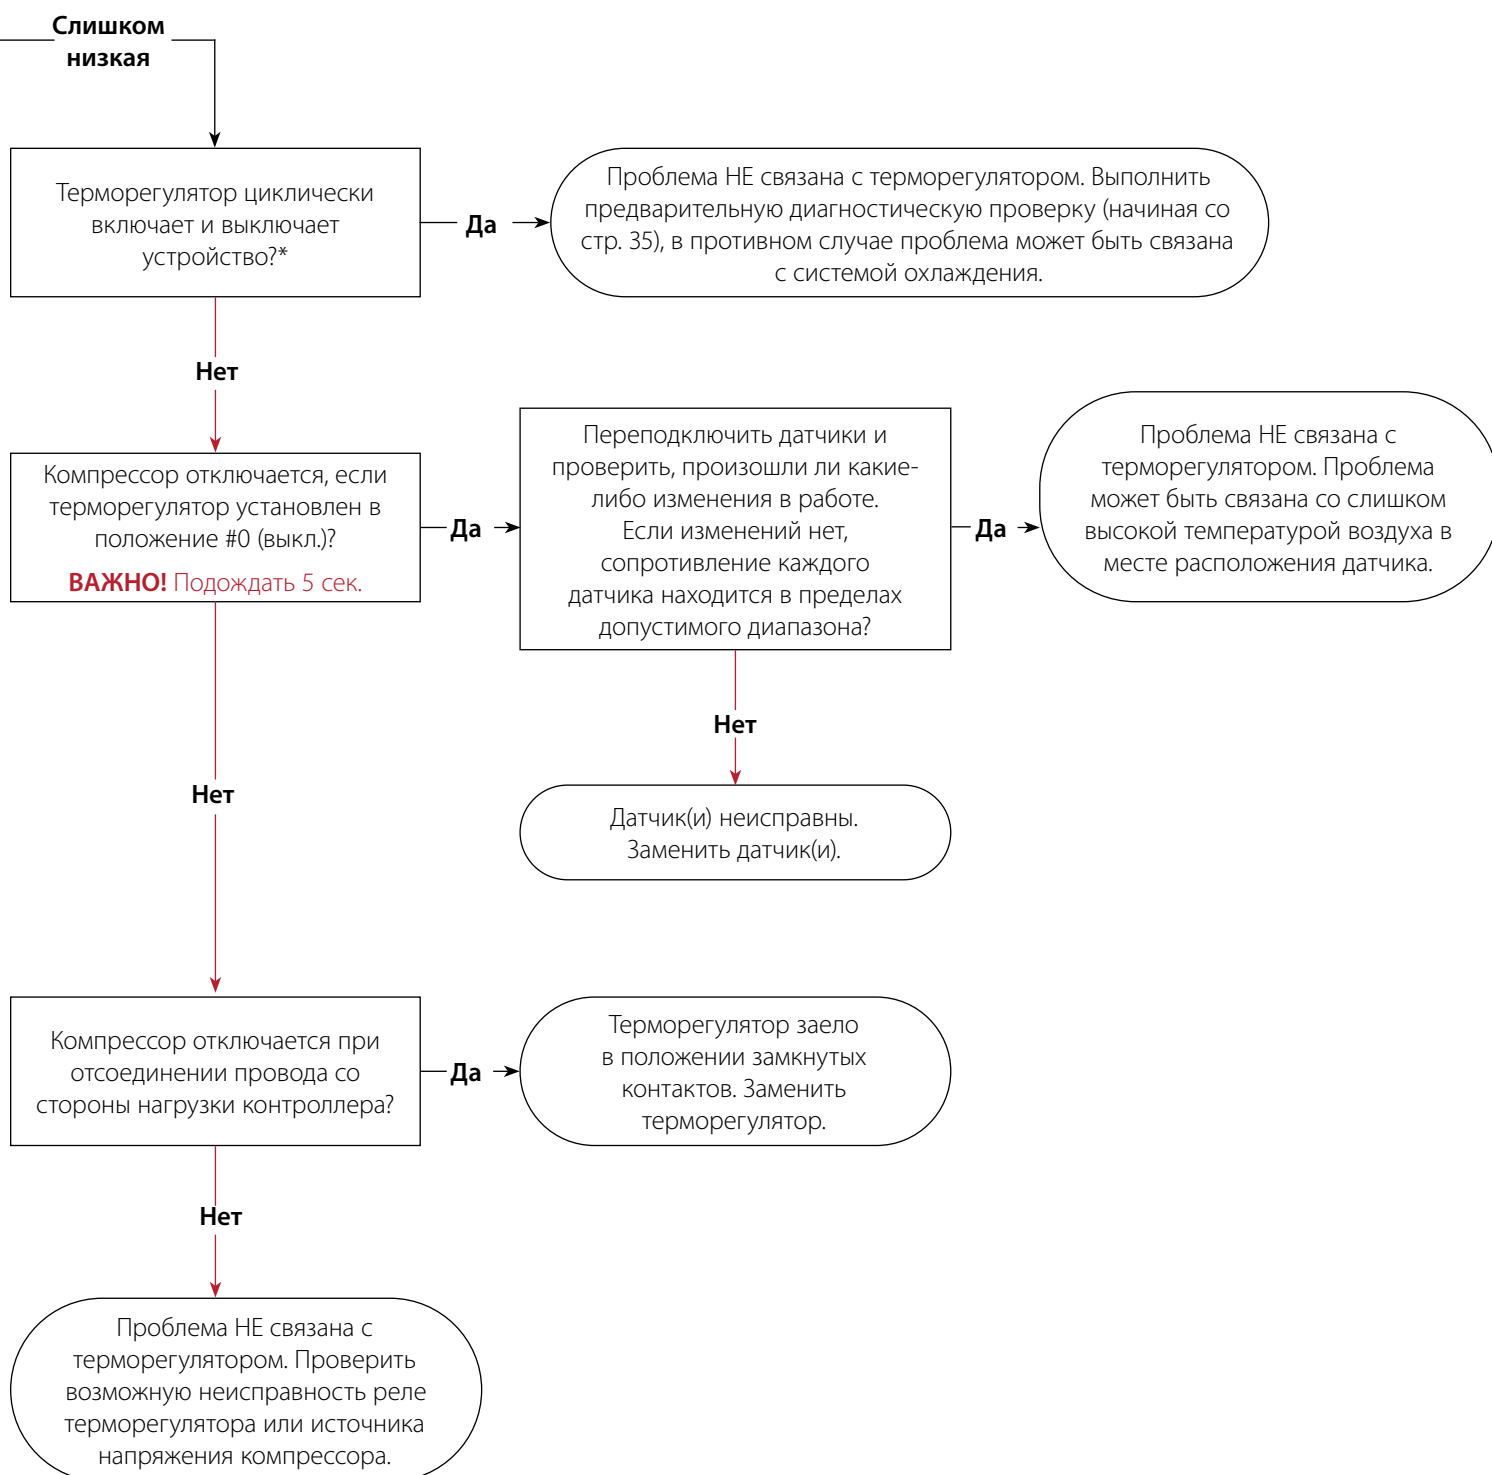 Слишком
низкая
Терморегулятор циклически
включает и выключает
устройство?*
Да
Проблема НЕ связана с терморегулятором. Выполнить
предварительную диагностическую проверку (начиная со
стр. 35), в противном случае проблема может быть связана
с системой охлаждения.
Нет
Компрессор отключается, если
терморегулятор установлен в
положение #0 (выкл.)?
ВАЖНО! Подождать 5 сек.
Да
Переподключить датчики и
проверить, произошли ли какие-
либо изменения в работе.
Если изменений нет,
сопротивление каждого
датчика находится в пределах
допустимого диапазона?
Да
Проблема НЕ связана с
терморегулятором. Проблема
может быть связана со слишком
высокой температурой воздуха в
месте расположения датчика.
Нет
Датчик(и) неисправны.
Заменить датчик(и).
Нет
Компрессор отключается при
отсоединении провода со
стороны нагрузки контроллера?
Да
Терморегулятор заело
в положении замкнутых
контактов. Заменить
терморегулятор.
Нет
Проблема НЕ связана с
терморегулятором. Проверить
возможную неисправность реле
терморегулятора или источника
напряжения компрессора.